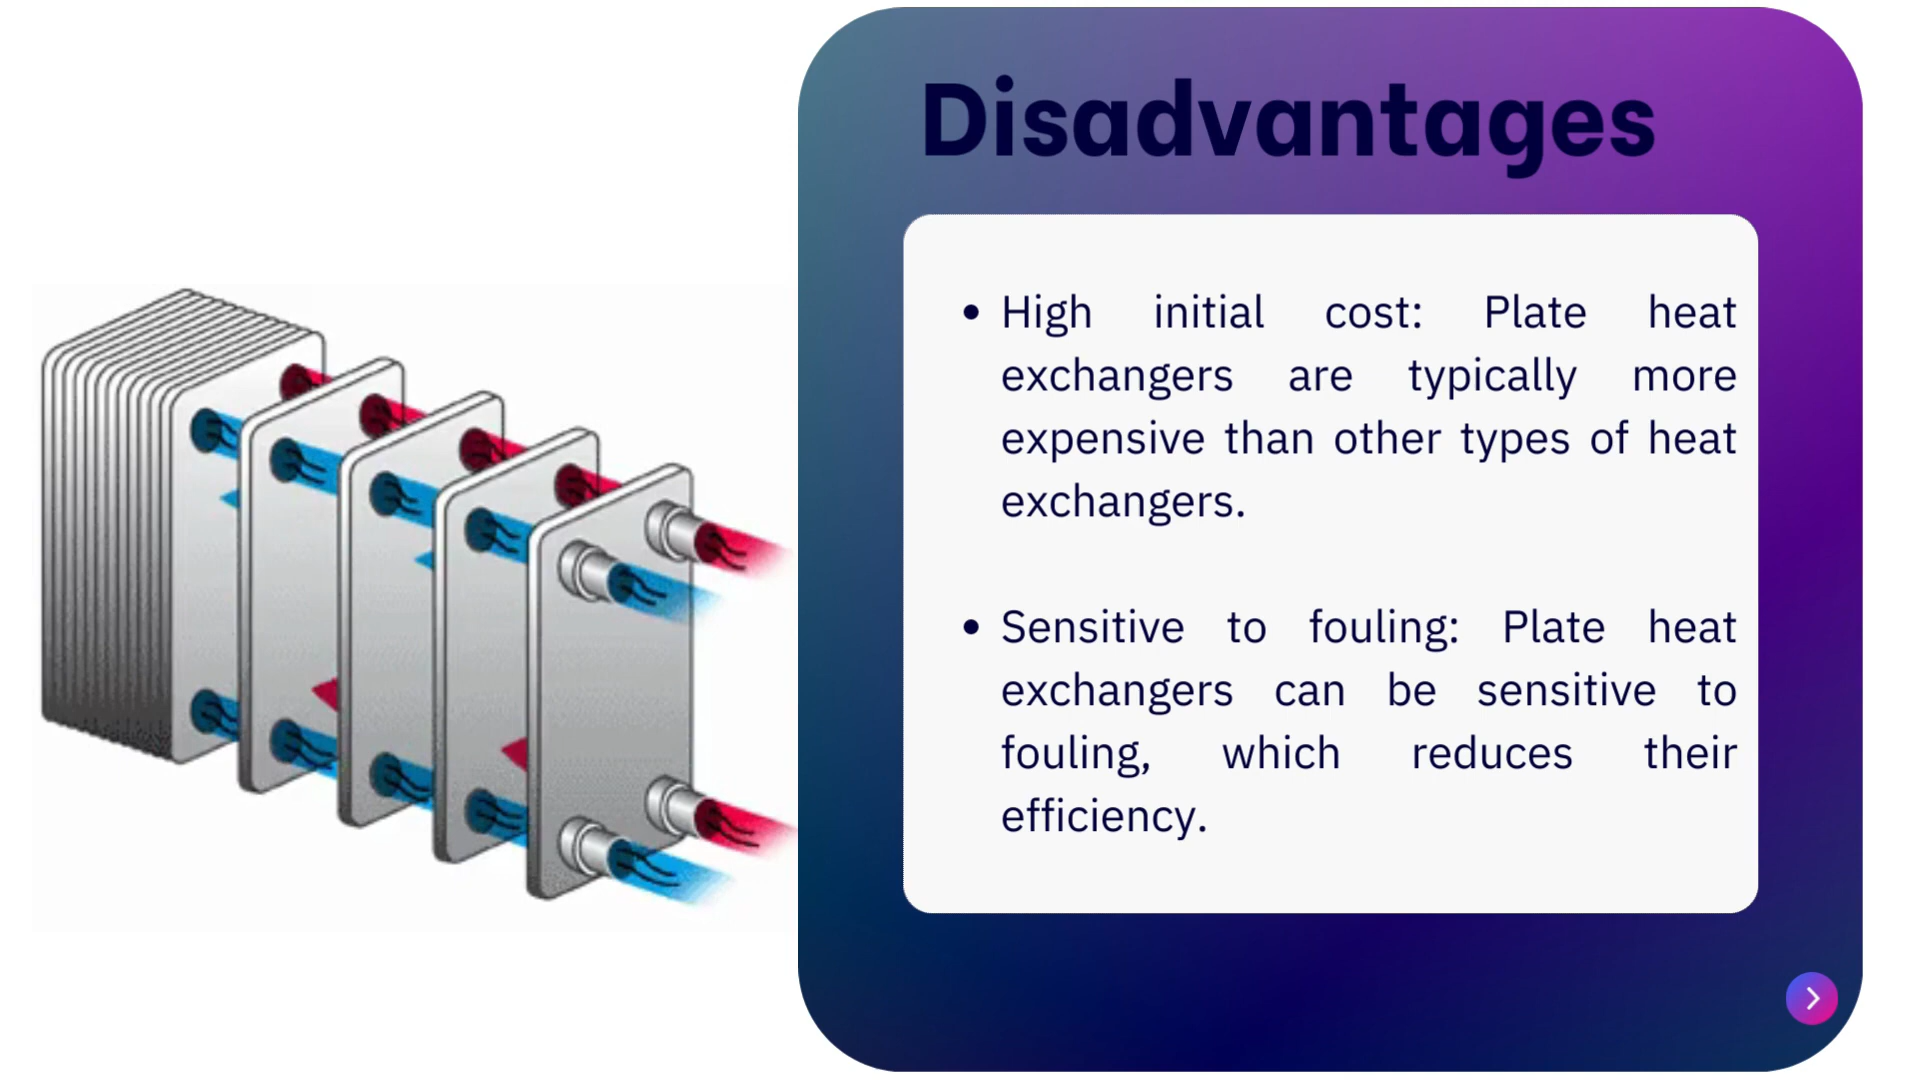 Disadvantages
• High initial cost: Plate heat
exchangers are typically more
expensive than other types of heat
exchangers.
• Sensitive to fouling: Plate heat
exchangers can be sensitive to
fouling, which reduces their
efficiency.